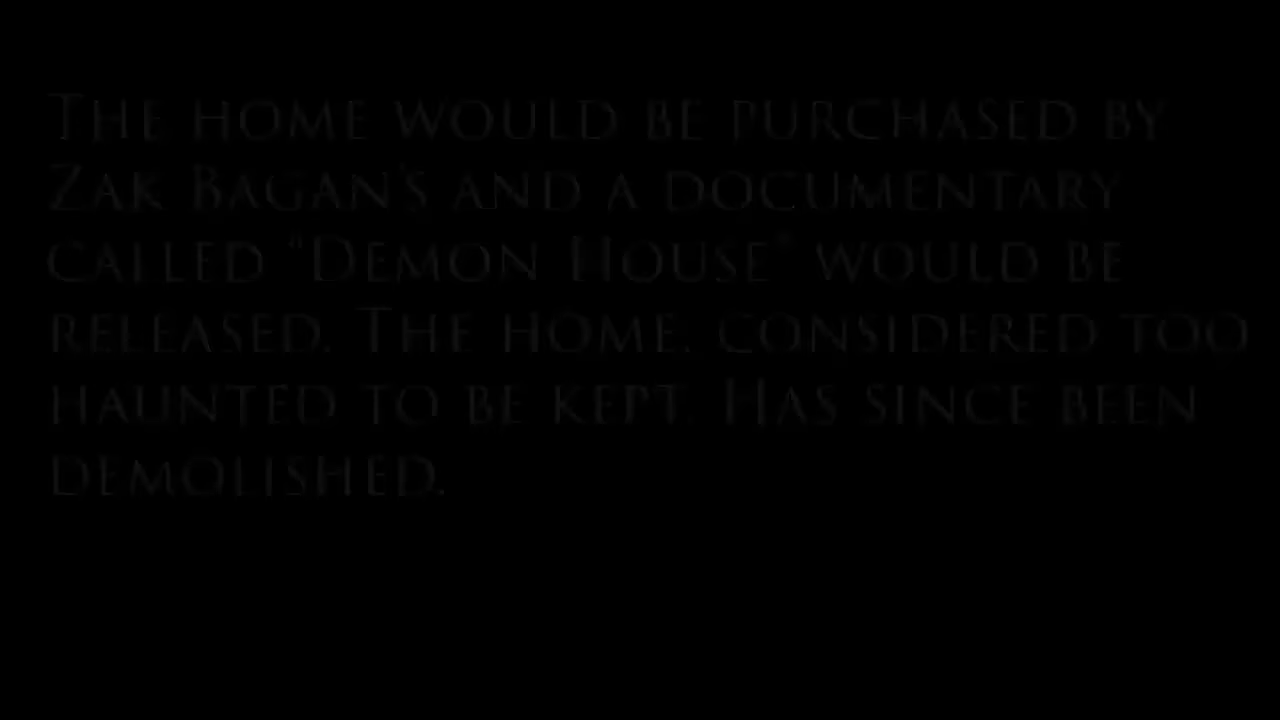 The home would be purchased by
Zak Bagan's and a documentary
called "Demon House" would be
released. The home, considered too
haunted to be kept. Has since been
demolished.